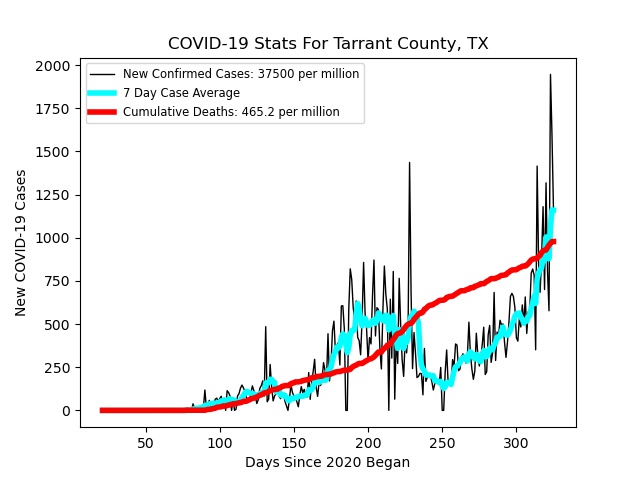 COVID-19 Stats For Tarrant County, TX
New Confirmed Cases: 37500 per million
7 Day Case Average
Cumulative Deaths: 465.2 per million
New COVID-19 Cases
2000
1750
1500
1250
1000
750
500
250
0
50
100
150
200
250
300
Days Since 2020 Began